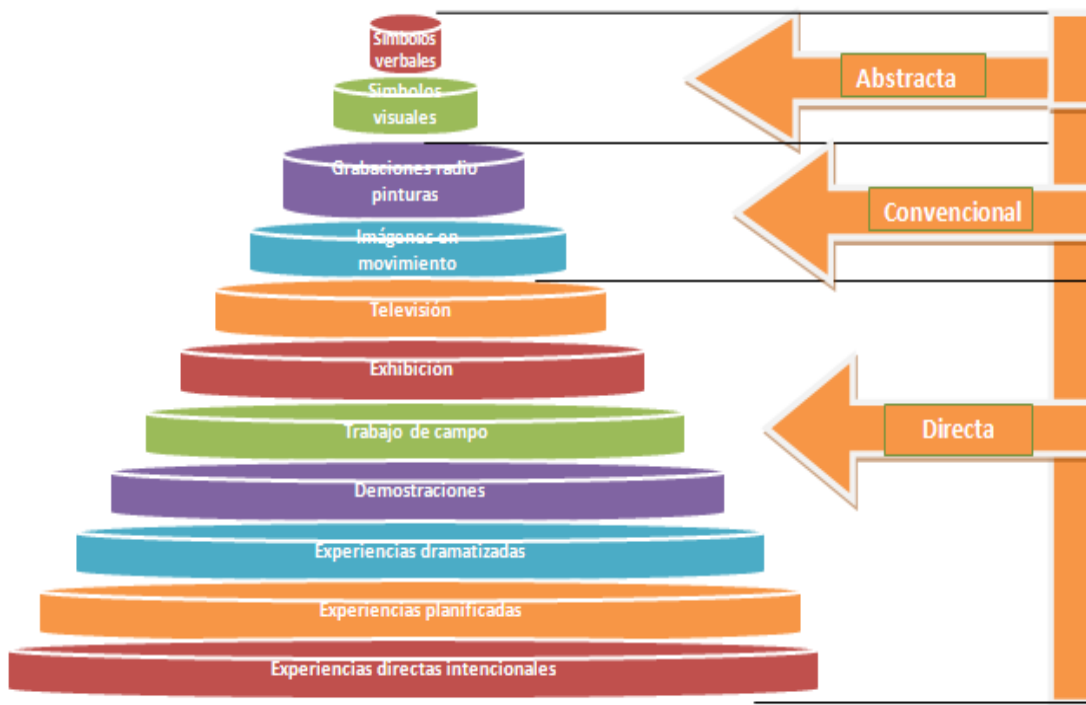 Símbolos
verbales
Simbolos
visuales
Abstracta
Grabaciones radio
pinturas
Convencional
Imágenes en
movimiento
Televisión
Exhibición
Trabajo de campo
Directa
Demostraciones
Experiencias dramatizadas
Experiencias planificadas
Experiencias directas intencionales